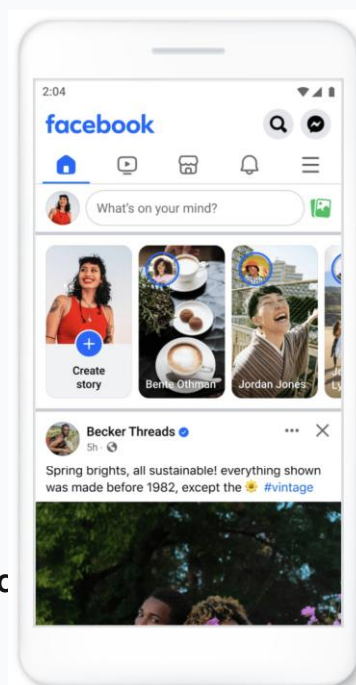 2:04
facebook
What's on your mind?
Create
story
Bente Othman
Jordan Jones
5h
Becker Threads
Spring brights, all sustainable! everything shown
was made before 1982, except the 🌼 #vintage